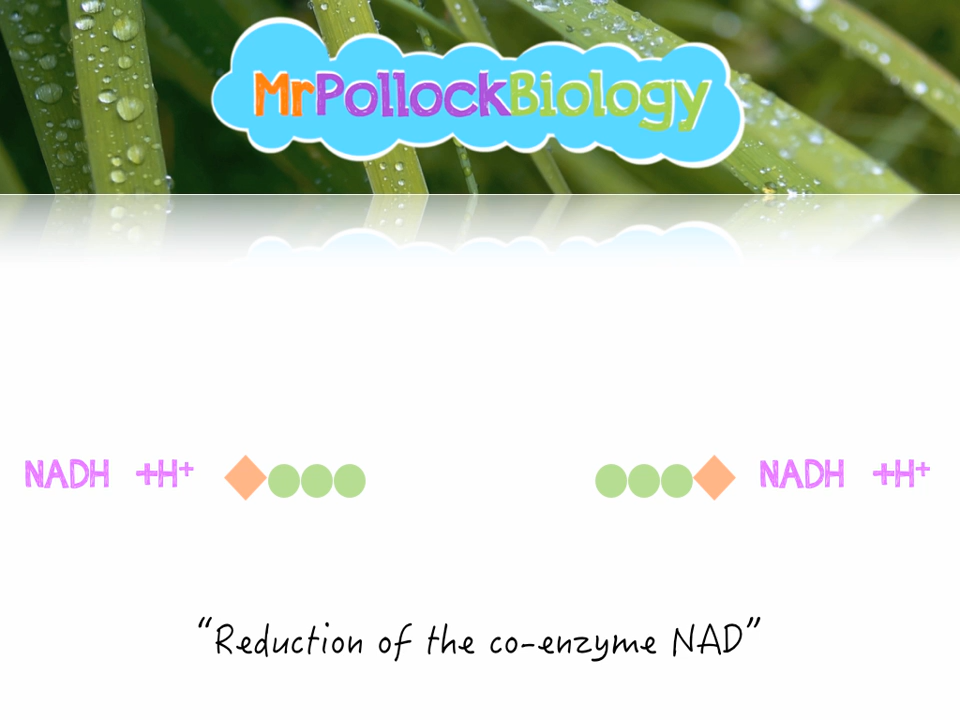 MrPollockBiology
NADH +H⁺ NADH +H⁺
“Reduction of the co-enzyme NAD”